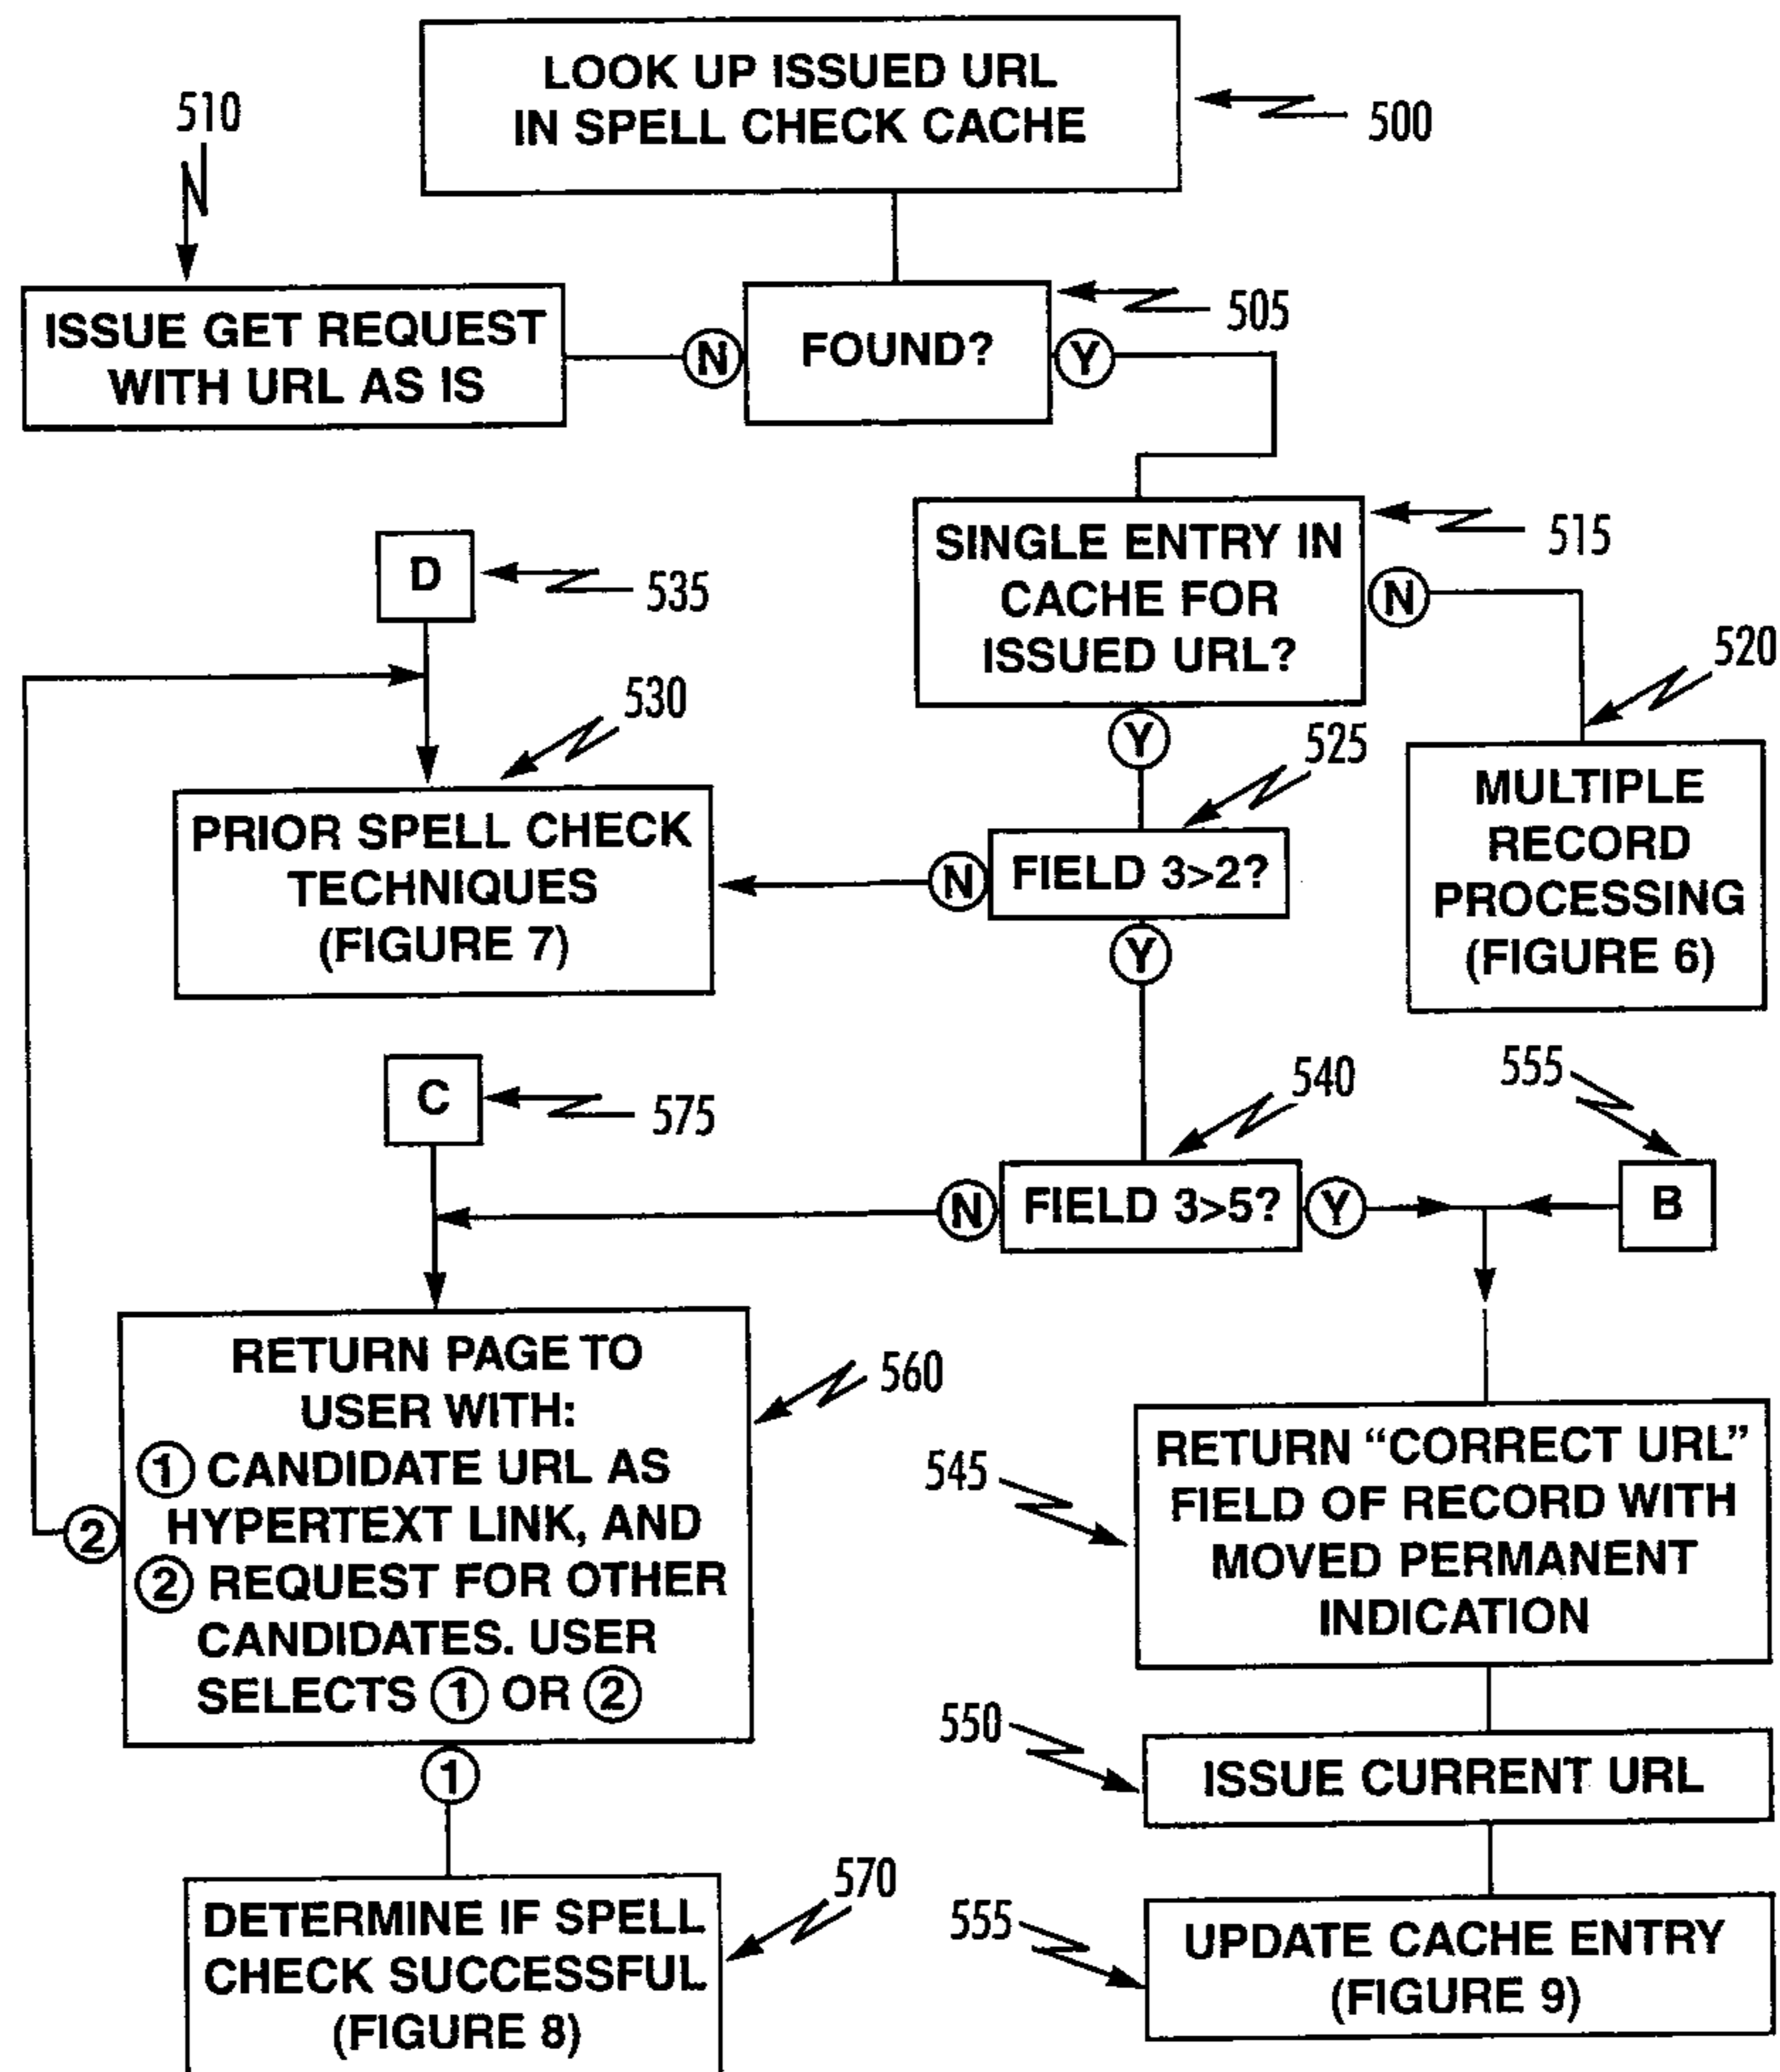 LOOK UP ISSUED URL
IN SPELL CHECK CACHE
500
510
ISSUE GET REQUEST
WITH URL AS IS
N
FOUND?
505
Y
SINGLE ENTRY IN
CACHE FOR
ISSUED URL?
515
N
520
MULTIPLE
RECORD
PROCESSING
(FIGURE 6)
Y
525
D
535
530
PRIOR SPELL CHECK
TECHNIQUES
(FIGURE 7)
N
FIELD 3>2?
Y
C
575
540
555
N
FIELD 3>5?
Y
B
RETURN PAGE TO
USER WITH:
1 CANDIDATE URL AS
HYPERTEXT LINK, AND
2 REQUEST FOR OTHER
CANDIDATES. USER
SELECTS 1 OR 2
560
2
1
545
RETURN “CORRECT URL”
FIELD OF RECORD WITH
MOVED PERMANENT
INDICATION
550
ISSUE CURRENT URL
570
DETERMINE IF SPELL
CHECK SUCCESSFUL
(FIGURE 8)
555
UPDATE CACHE ENTRY
(FIGURE 9)